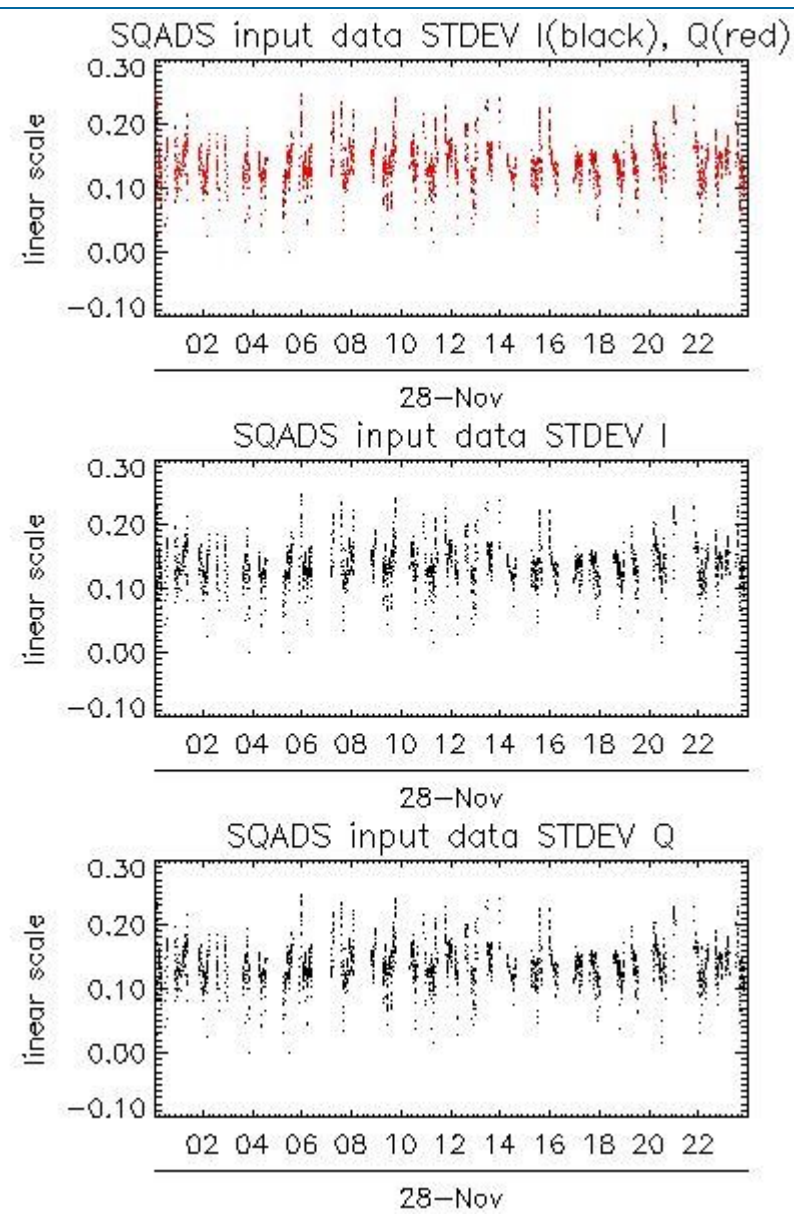 SQADS input data STDEV I(black), Q(red)
0.30
0.20
0.10
0.00
−0.10
linear scale
02 04 06 08 10 12 14 16 18 20 22
28−Nov
SQADS input data STDEV I
0.30
0.20
0.10
0.00
−0.10
linear scale
02 04 06 08 10 12 14 16 18 20 22
28−Nov
SQADS input data STDEV Q
0.30
0.20
0.10
0.00
−0.10
linear scale
02 04 06 08 10 12 14 16 18 20 22
28−Nov